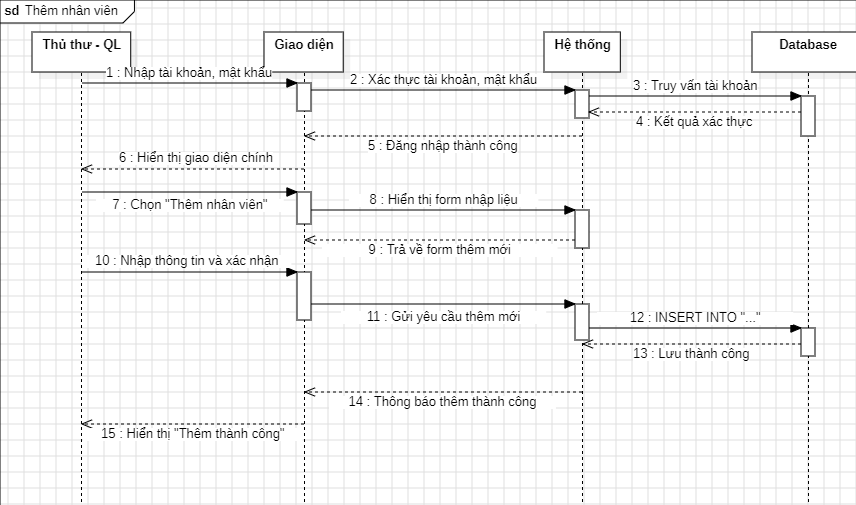 sd Thêm nhân viên
Thủ thư - QL
Giao diện
Hệ thống
Database
1 : Nhập tài khoản, mật khẩu
2 : Xác thực tài khoản, mật khẩu
3 : Truy vấn tài khoản
4 : Kết quả xác thực
5 : Đăng nhập thành công
6 : Hiển thị giao diện chính
7 : Chọn "Thêm nhân viên"
8 : Hiển thị form nhập liệu
9 : Trả về form thêm mới
10 : Nhập thông tin và xác nhận
11 : Gửi yêu cầu thêm mới
12 : INSERT INTO "..."
13 : Lưu thành công
14 : Thông báo thêm thành công
15 : Hiển thị "Thêm thành công"